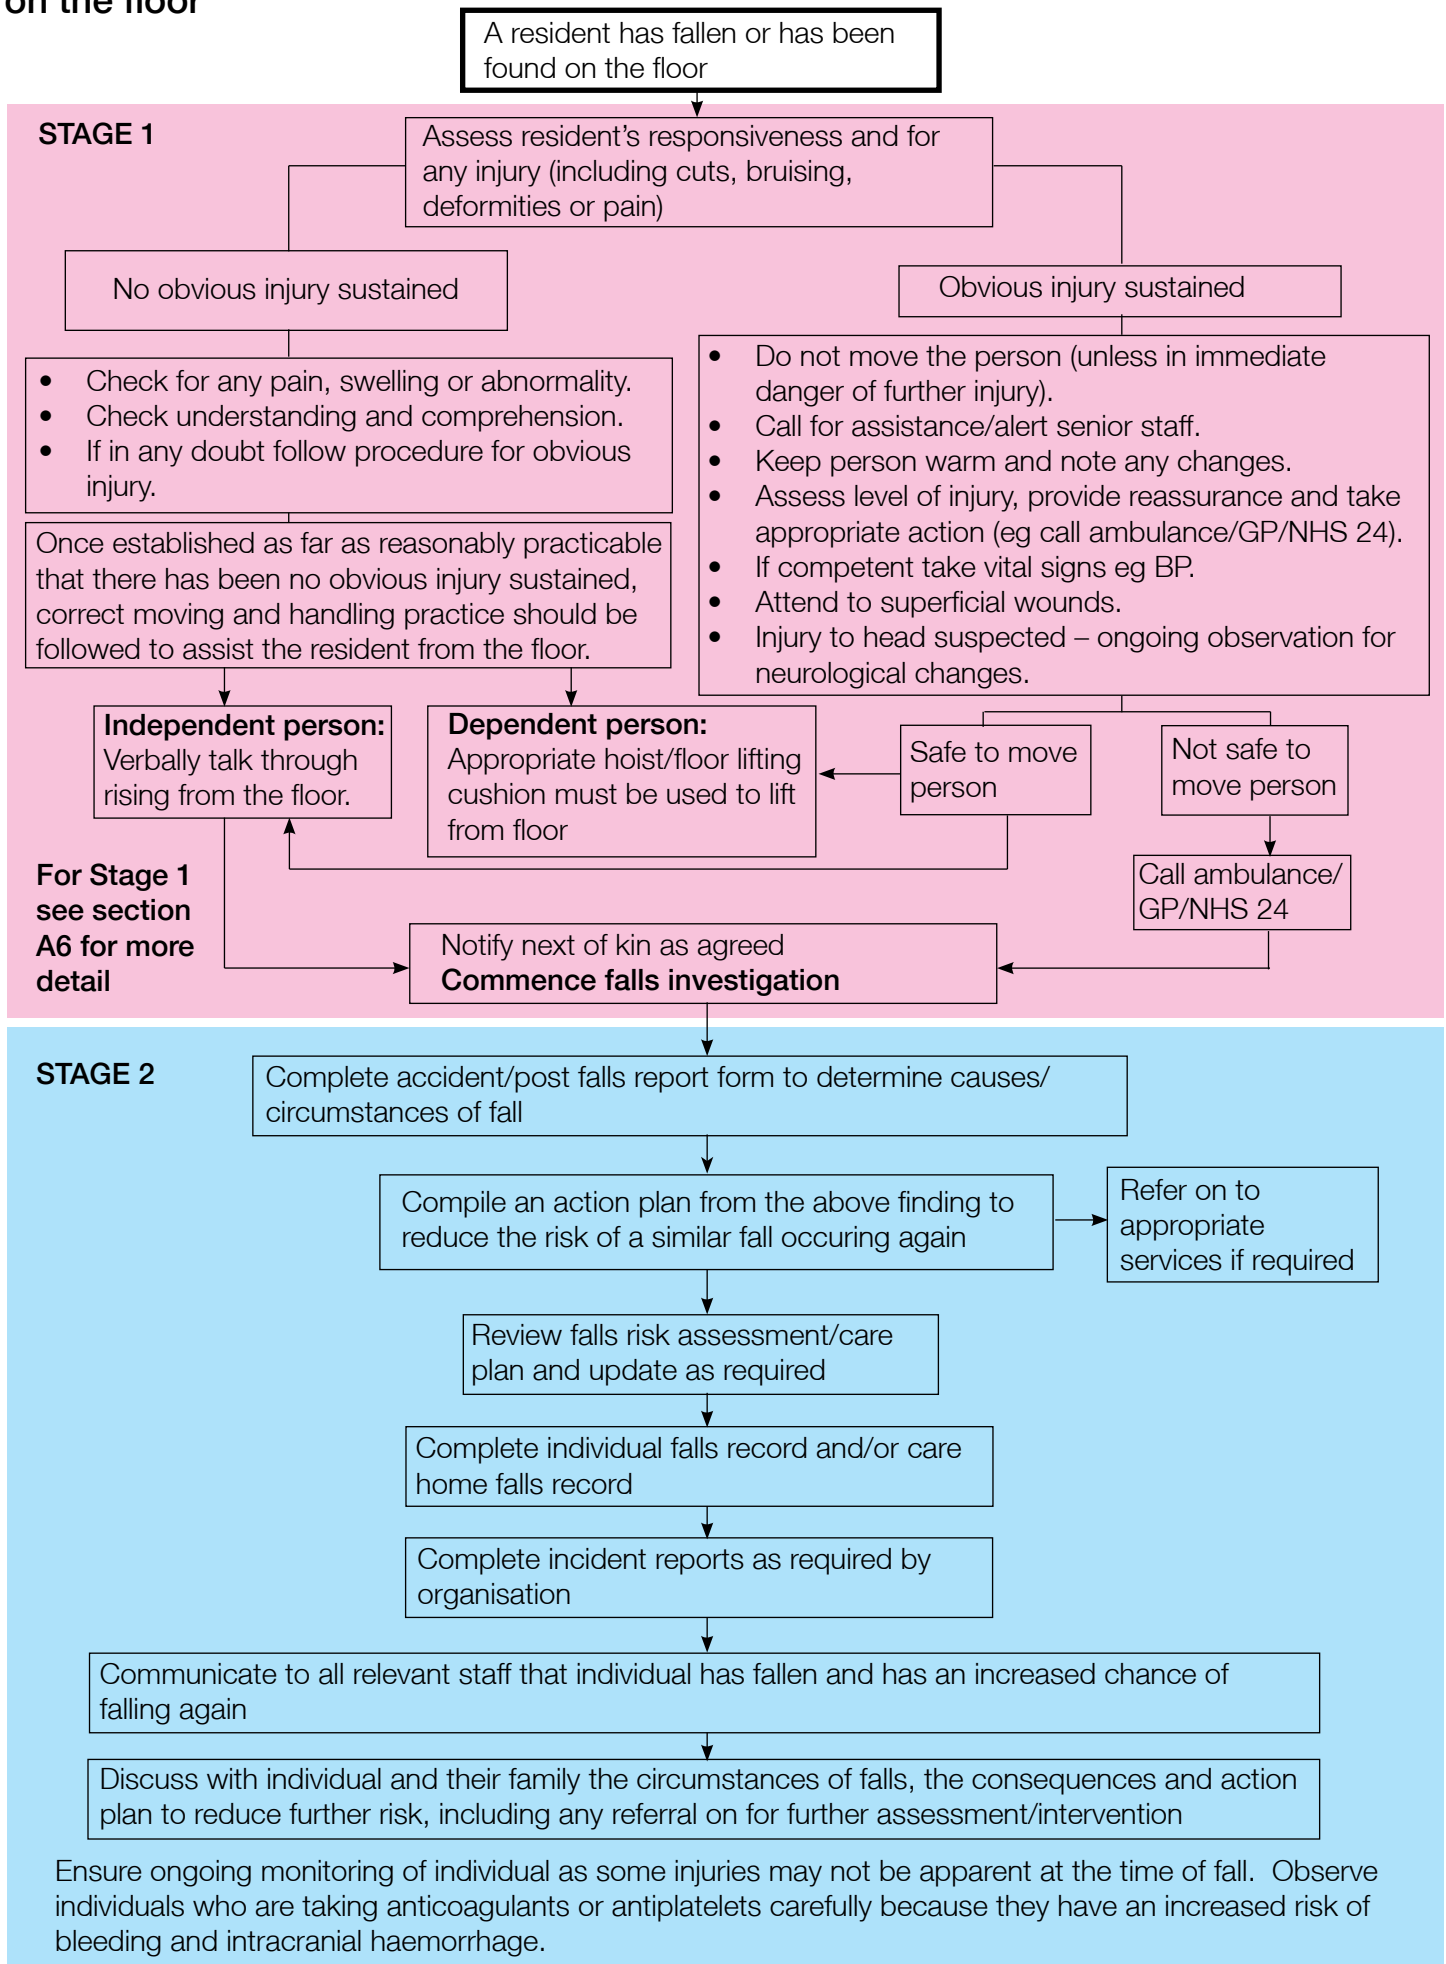 on the floor
A resident has fallen or has been
found on the floor
STAGE 1
Assess resident's responsiveness and for
any injury (including cuts, bruising,
deformities or pain)
No obvious injury sustained
Obvious injury sustained
• Check for any pain, swelling or abnormality.
• Check understanding and comprehension.
• If in any doubt follow procedure for obvious
injury.
Once established as far as reasonably practicable
that there has been no obvious injury sustained,
correct moving and handling practice should be
followed to assist the resident from the floor.
• Do not move the person (unless in immediate
danger of further injury).
• Call for assistance/alert senior staff.
• Keep person warm and note any changes.
• Assess level of injury, provide reassurance and take
appropriate action (eg call ambulance/GP/NHS 24).
• If competent take vital signs eg BP.
• Attend to superficial wounds.
• Injury to head suspected – ongoing observation for
neurological changes.
Independent person:
Verbally talk through
rising from the floor.
Dependent person:
Appropriate hoist/floor lifting
cushion must be used to lift
from floor
Safe to move
person
Not safe to
move person
Call ambulance/
GP/NHS 24
For Stage 1
see section
A6 for more
detail
Notify next of kin as agreed
Commence falls investigation
STAGE 2
Complete accident/post falls report form to determine causes/
circumstances of fall
Compile an action plan from the above finding to
reduce the risk of a similar fall occuring again
Refer on to
appropriate
services if required
Review falls risk assessment/care
plan and update as required
Complete individual falls record and/or care
home falls record
Complete incident reports as required by
organisation
Communicate to all relevant staff that individual has fallen and has an increased chance of
falling again
Discuss with individual and their family the circumstances of falls, the consequences and action
plan to reduce further risk, including any referral on for further assessment/intervention
Ensure ongoing monitoring of individual as some injuries may not be apparent at the time of fall. Observe
individuals who are taking anticoagulants or antiplatelets carefully because they have an increased risk of
bleeding and intracranial haemorrhage.